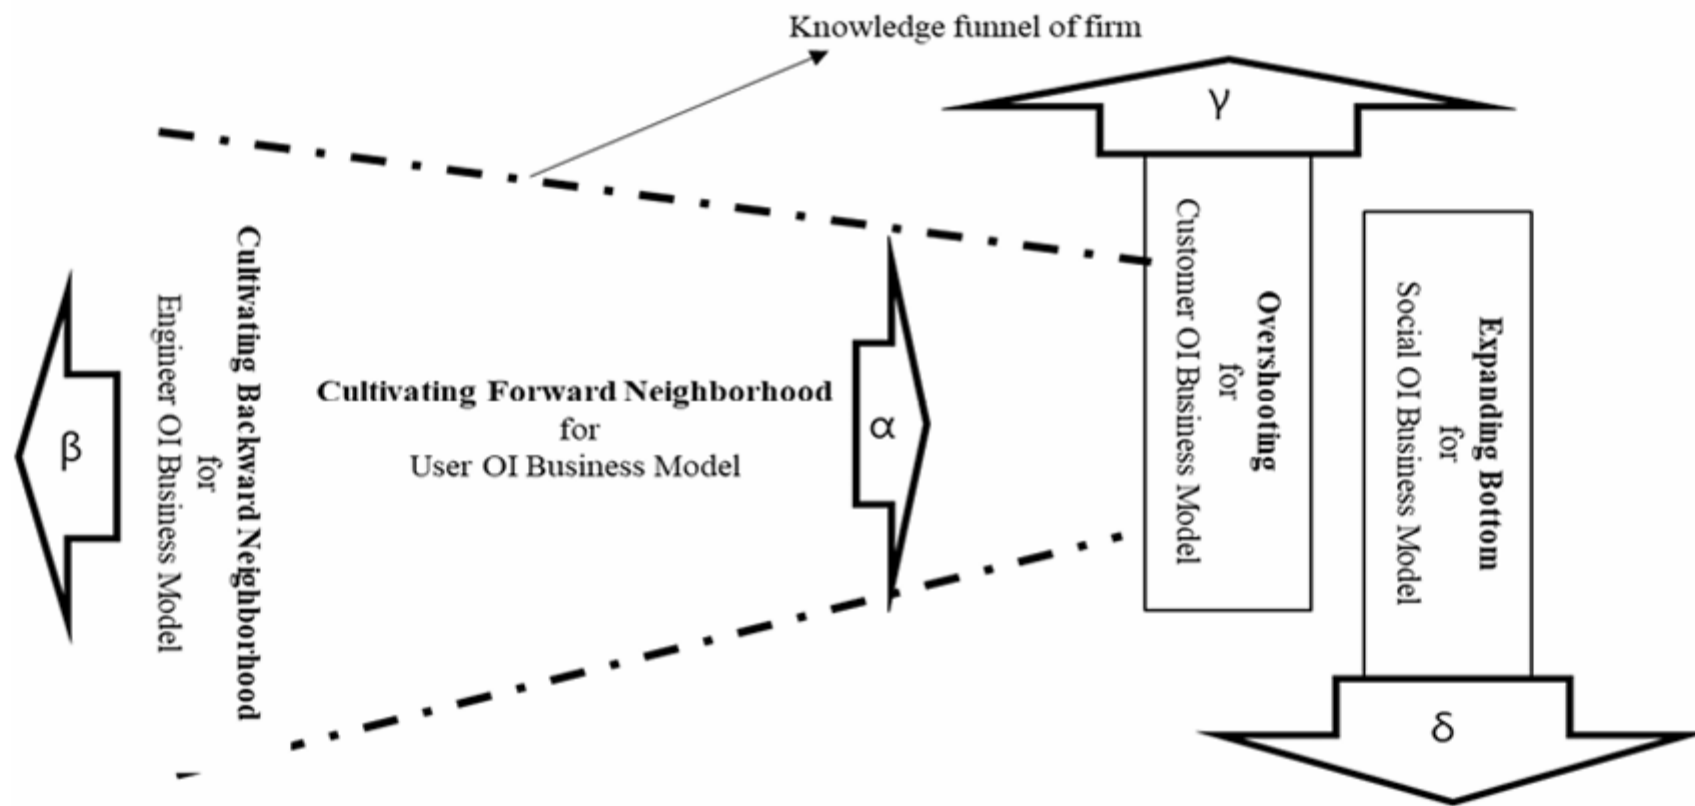 Knowledge funnel of firm
γ
β
Cultivating Backward Neighborhood
for
Engineer OI Business Model
Cultivating Forward Neighborhood
for
User OI Business Model
α
Overshooting
for
Customer OI Business Model
Expanding Bottom
for
Social OI Business Model
δ